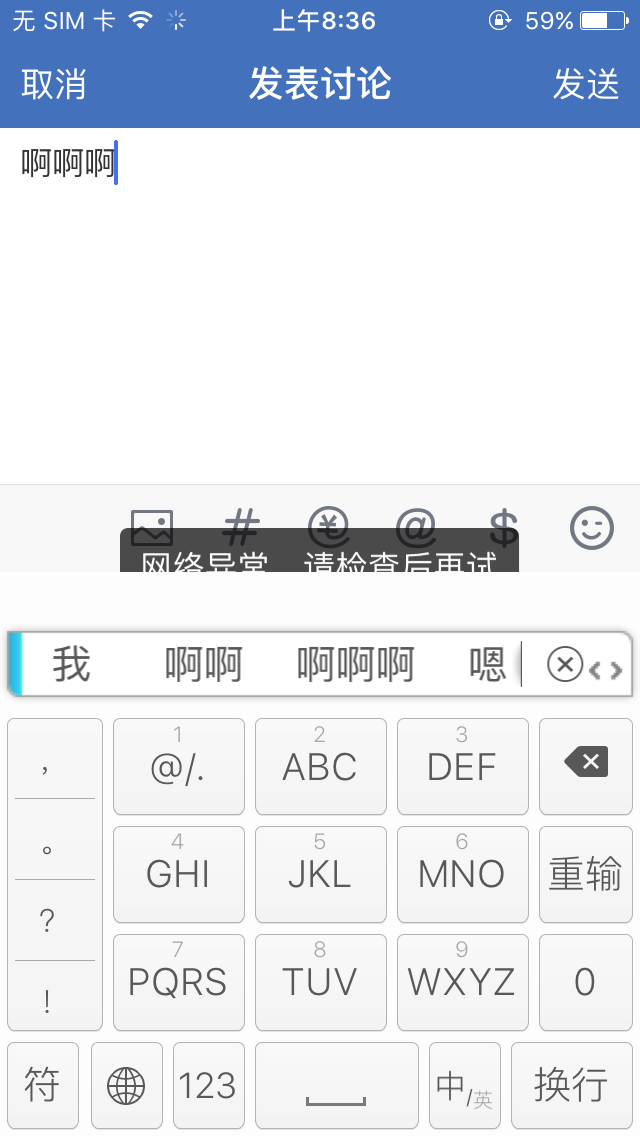 无 SIM 卡 上午8:36 59%
取消 发表讨论 发送
啊啊啊
# ¥ @ $
网络异常 请检查后再试
我 啊啊 啊啊啊 嗯
， 1 @/. 2 ABC 3 DEF
。 4 GHI 5 JKL 6 MNO 重输
? 7 PQRS 8 TUV 9 WXYZ 0
!
符 123 中/英 换行